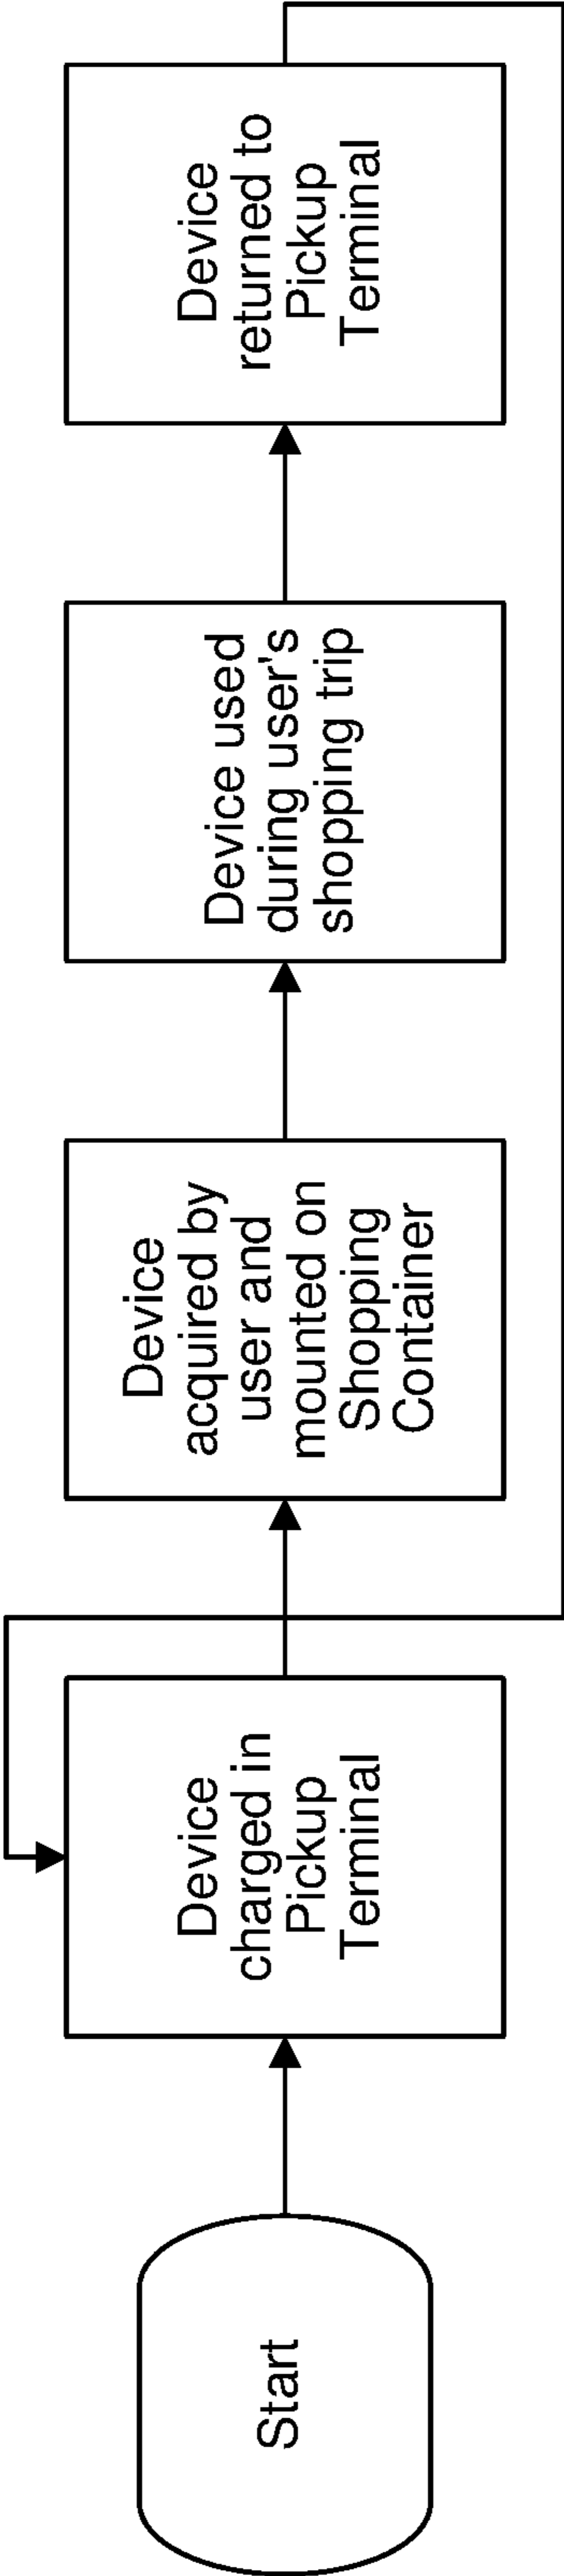 Start
Device
charged in
Pickup
Terminal
Device
acquired by
user and
mounted on
Shopping
Container
Device used
during user's
shopping trip
Device
returned to
Pickup
Terminal